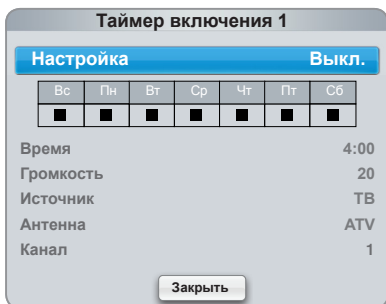 Таймер включения 1
Настройка Выкл.
Вс Пн Вт Ср Чт Пт Сб
Время 4:00
Громкость 20
Источник ТВ
Антенна ATV
Канал 1
Закрыть